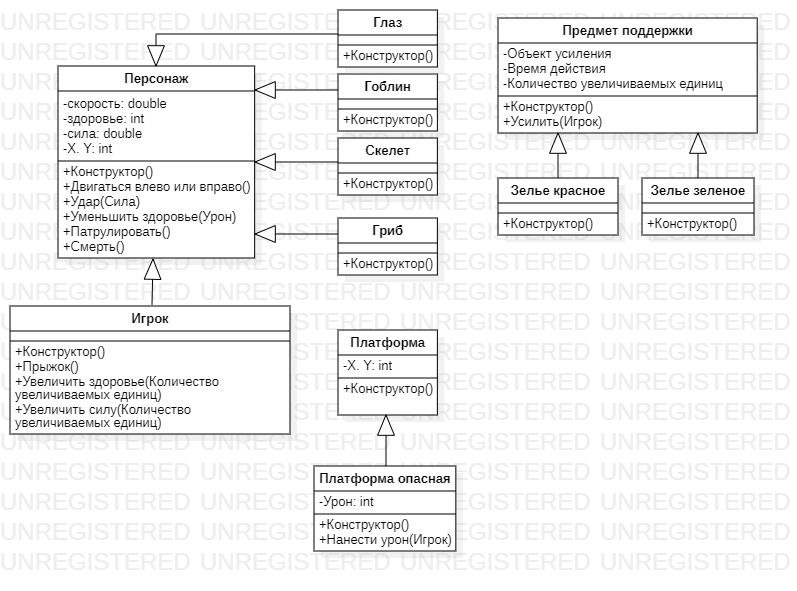 Глаз
+Конструктор()
Гоблин
+Конструктор()
Скелет
+Конструктор()
Гриб
+Конструктор()
Персонаж
-скорость: double
-здоровье: int
-сила: double
-X. Y: int
+Конструктор()
+Двигаться влево или вправо()
+Удар(Сила)
+Уменьшить здоровье(Урон)
+Патрулировать()
+Смерть()
Игрок
+Конструктор()
+Прыжок()
+Увеличить здоровье(Количество
увеличиваемых единиц)
+Увеличить силу(Количество
увеличиваемых единиц)
Предмет поддержки
-Объект усиления
-Время действия
-Количество увеличиваемых единиц
+Конструктор()
+Усилить(Игрок)
Зелье красное
+Конструктор()
Зелье зеленое
+Конструктор()
Платформа
-X. Y: int
+Конструктор()
Платформа опасная
-Урон: int
+Конструктор()
+Нанести урон(Игрок)
UNREGISTERED